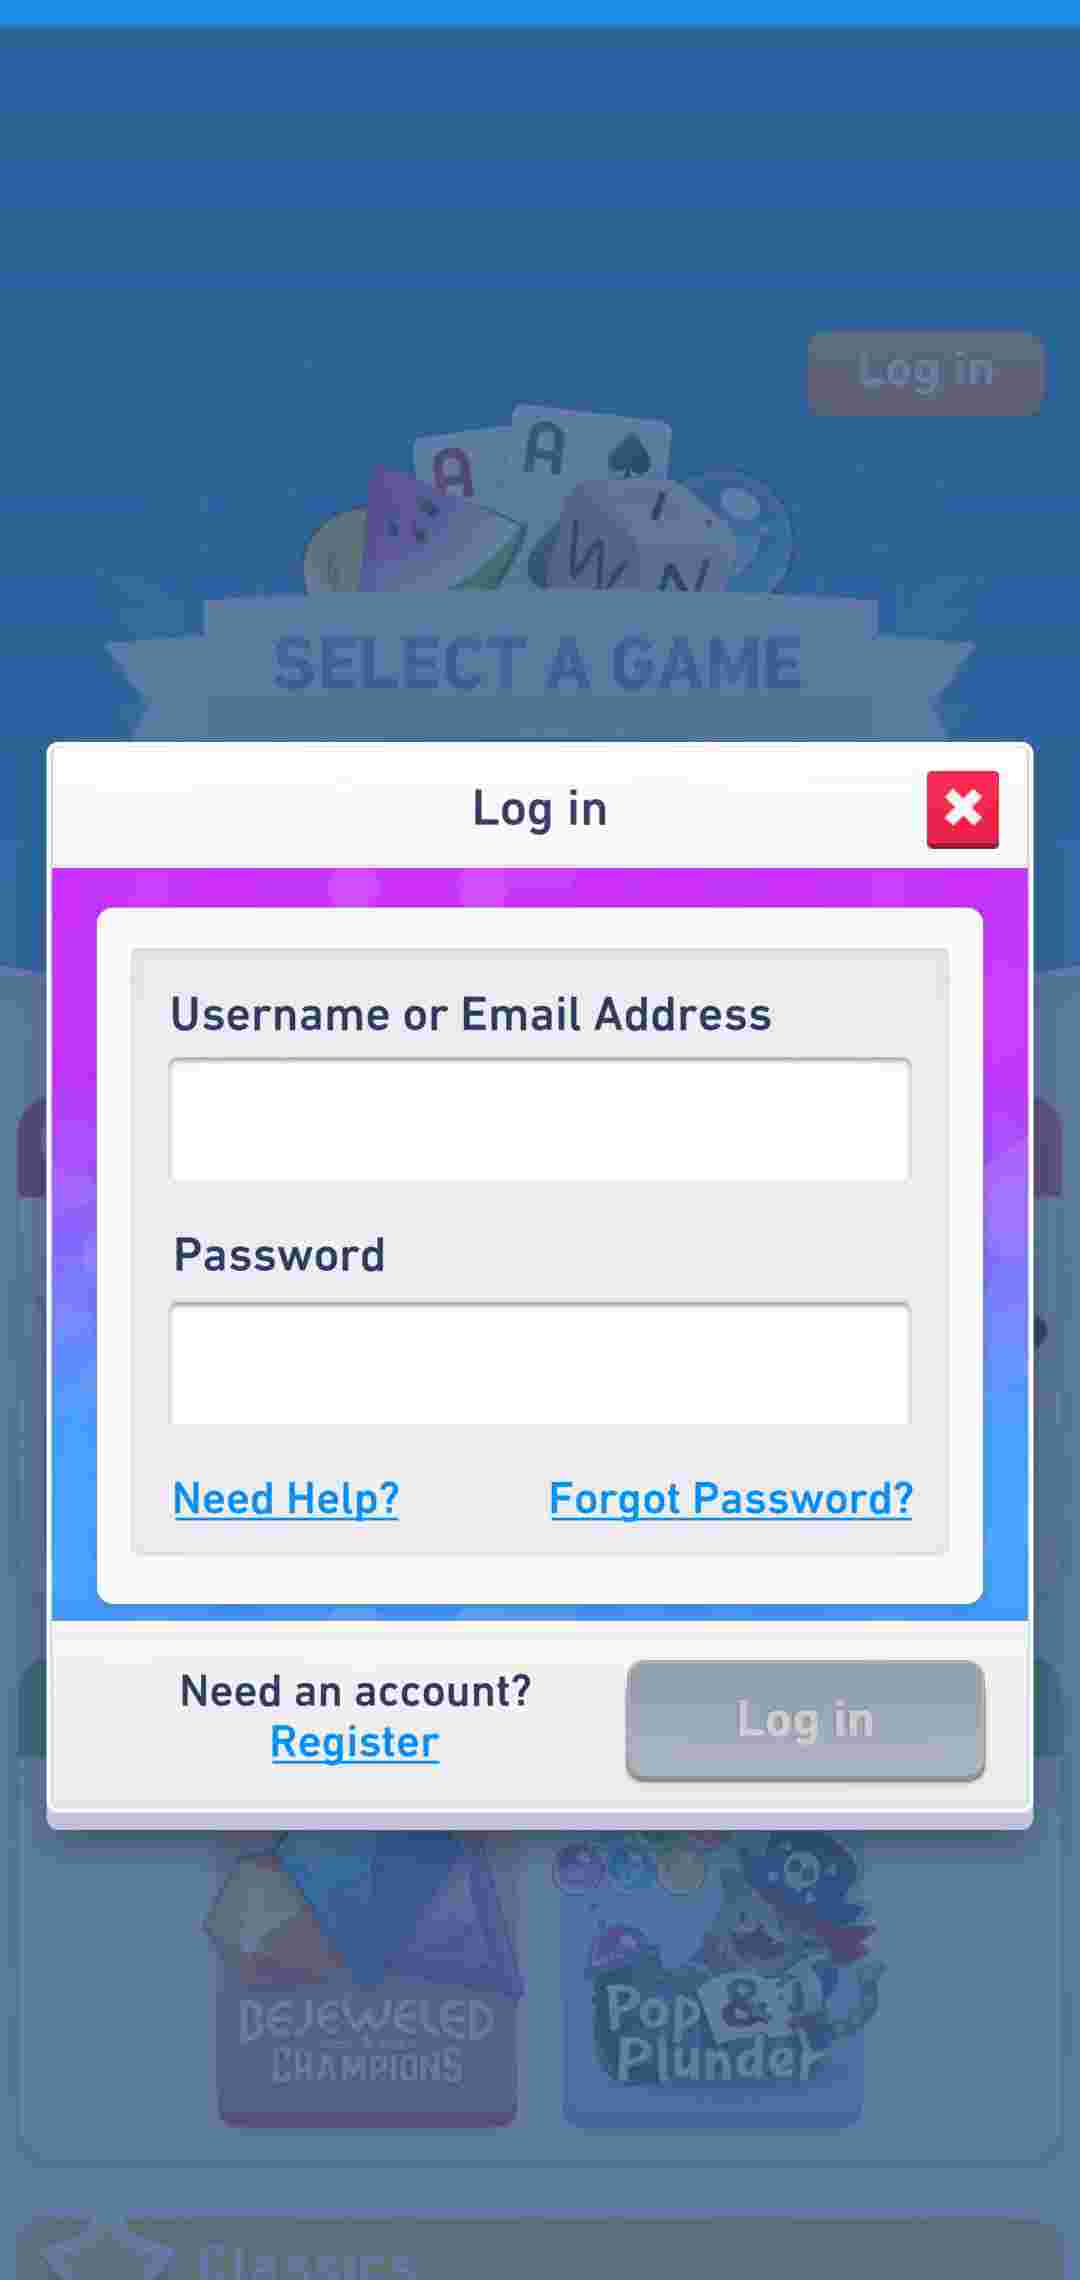 Log in
A
A
W
I
N
SELECT A GAME
Log in
Username or Email Address
Password
Need Help?
Forgot Password?
Need an account?
Register
Log in
BEJEWELED
CHAMPIONS
Pop &
Plunder
Classics